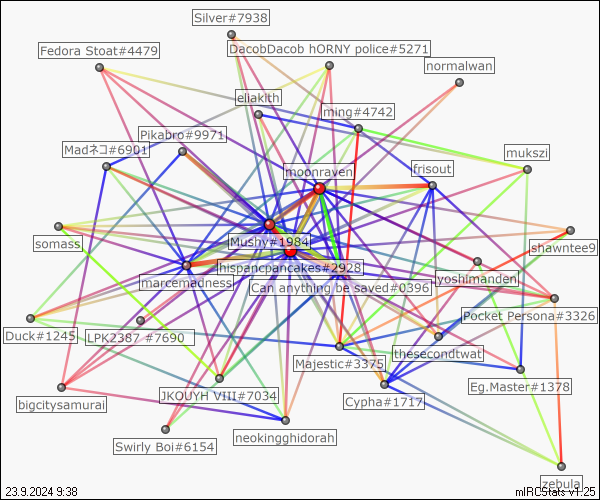 Silver#7938
Fedora Stoat#4479
DacobDacob hORNY police#5271
normalwan
eliaklth
ming#4742
Pikabro#9971
Madネコ#6901
mukszi
moonraven
frisout
somass
Mushy#1984
shawntee9
marcemadness
hispancpancakes#2928
yoshimanden
Can anything be saved#0396
Pocket Persona#3326
Duck#1245
LPK2387 #7690
thesecondtwat
Majestic#3375
Eg.Master#1378
JKOUYH VIII#7034
bigcitysamurai
Cypha#1717
neokingghidorah
Swirly Boi#6154
zebula
23.9.2024 9:38
mIRCStats v1.25